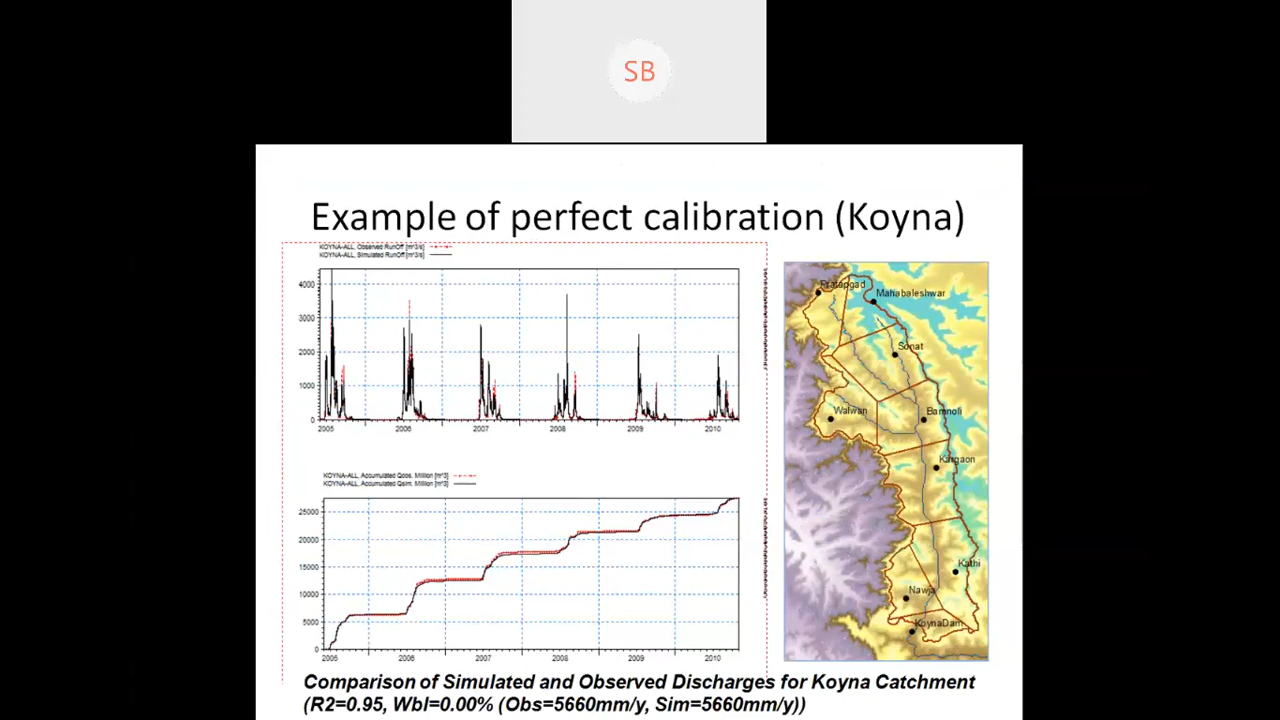 SB
Example of perfect calibration (Koyna)
KOYNA-ALL, Observed RunOff [m^3/s]
KOYNA-ALL, Simulated RunOff [m^3/s]
4000
3000
2000
1000
0
2005 2006 2007 2008 2009 2010
KOYNA-ALL, Accumulated Qobs. Million [m^3]
KOYNA-ALL, Accumulated Qsim. Million [m^3]
25000
20000
15000
10000
5000
0
2005 2006 2007 2008 2009 2010
Pratapgad
Mahabaleshwar
Sonat
Walwan
Bamnoli
Kargaon
Kathi
Nawja
KoynaDam
Comparison of Simulated and Observed Discharges for Koyna Catchment
(R2=0.95, Wbl=0.00% (Obs=5660mm/y, Sim=5660mm/y))